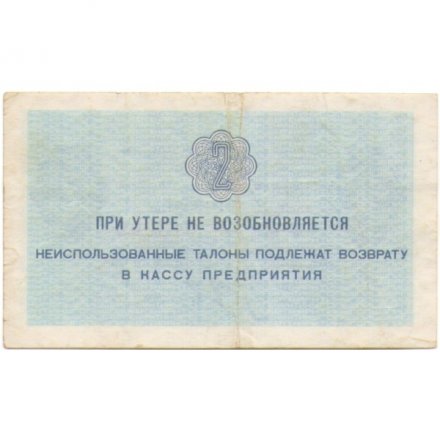 2
ПРИ УТЕРЕ НЕ ВОЗОБНОВЛЯЕТСЯ
НЕИСПОЛЬЗОВАННЫЕ ТАЛОНЫ ПОДЛЕЖАТ ВОЗВРАТУ
В КАССУ ПРЕДПРИЯТИЯ